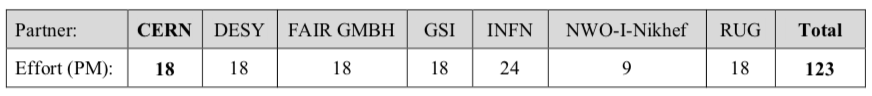 Partner: CERN DESY FAIR GMBH GSI INFN NWO-I-Nikhef RUG Total
Effort (PM): 18 18 18 18 24 9 18 123